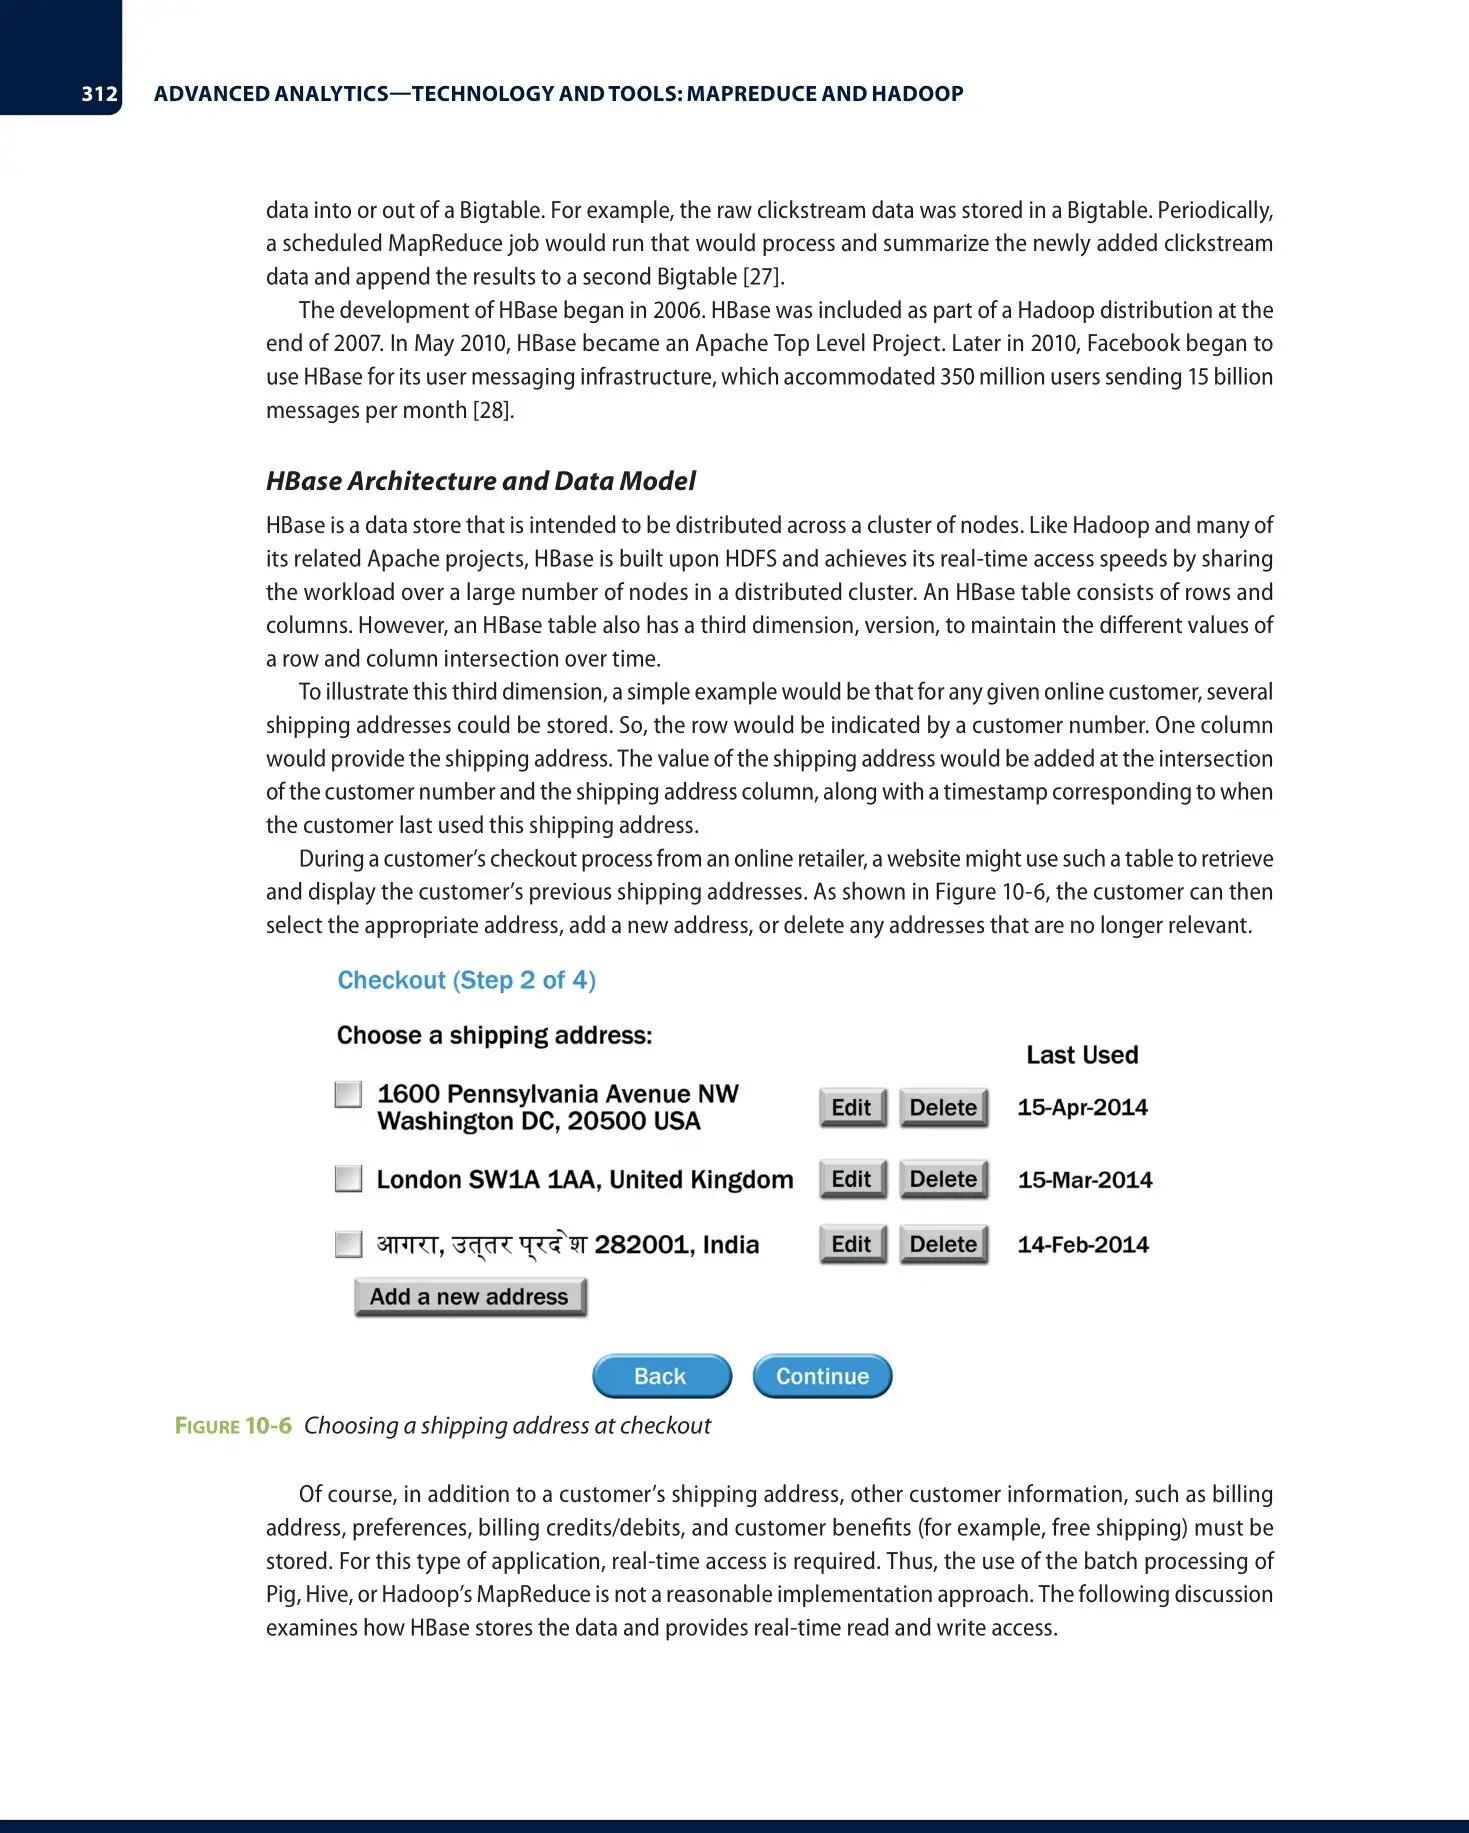 312 ADVANCED ANALYTICS—TECHNOLOGY AND TOOLS: MAPREDUCE AND HADOOP
data into or out of a Bigtable. For example, the raw clickstream data was stored in a Bigtable. Periodically,
a scheduled MapReduce job would run that would process and summarize the newly added clickstream
data and append the results to a second Bigtable [27].
The development of HBase began in 2006. HBase was included as part of a Hadoop distribution at the
end of 2007. In May 2010, HBase became an Apache Top Level Project. Later in 2010, Facebook began to
use HBase for its user messaging infrastructure, which accommodated 350 million users sending 15 billion
messages per month [28].
HBase Architecture and Data Model
HBase is a data store that is intended to be distributed across a cluster of nodes. Like Hadoop and many of
its related Apache projects, HBase is built upon HDFS and achieves its real-time access speeds by sharing
the workload over a large number of nodes in a distributed cluster. An HBase table consists of rows and
columns. However, an HBase table also has a third dimension, version, to maintain the different values of
a row and column intersection over time.
To illustrate this third dimension, a simple example would be that for any given online customer, several
shipping addresses could be stored. So, the row would be indicated by a customer number. One column
would provide the shipping address. The value of the shipping address would be added at the intersection
of the customer number and the shipping address column, along with a timestamp corresponding to when
the customer last used this shipping address.
During a customer's checkout process from an online retailer, a website might use such a table to retrieve
and display the customer's previous shipping addresses. As shown in Figure 10-6, the customer can then
select the appropriate address, add a new address, or delete any addresses that are no longer relevant.
Checkout (Step 2 of 4)
Choose a shipping address:
Last Used
1600 Pennsylvania Avenue NW
Washington DC, 20500 USA
Edit Delete 15-Apr-2014
London SW1A 1AA, United Kingdom Edit Delete 15-Mar-2014
आगरा, उत्‌तर प्‌रद ेश 282001, India Edit Delete 14-Feb-2014
Add a new address
Back Continue
FIGURE 10-6 Choosing a shipping address at checkout
Of course, in addition to a customer's shipping address, other customer information, such as billing
address, preferences, billing credits/debits, and customer benefits (for example, free shipping) must be
stored. For this type of application, real-time access is required. Thus, the use of the batch processing of
Pig, Hive, or Hadoop's MapReduce is not a reasonable implementation approach. The following discussion
examines how HBase stores the data and provides real-time read and write access.